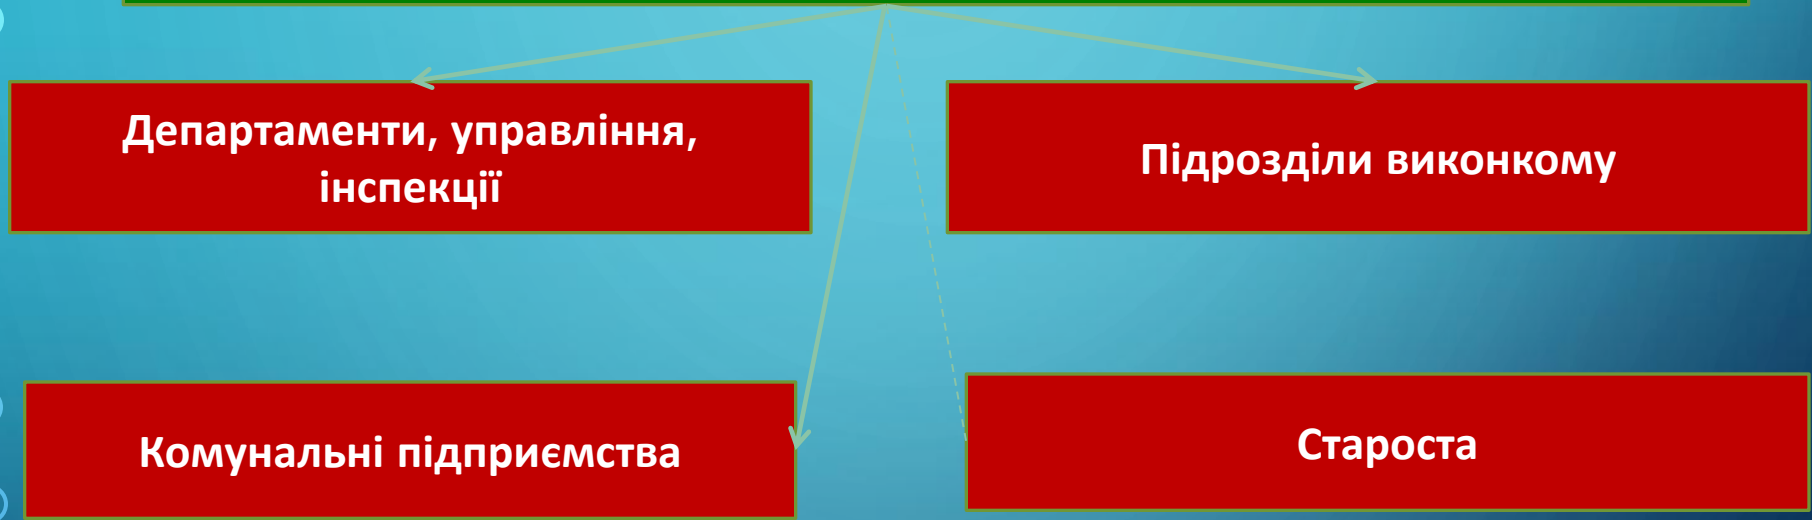 Департаменти, управління,
інспекції
Підрозділи виконкому
Комунальні підприємства
Староста